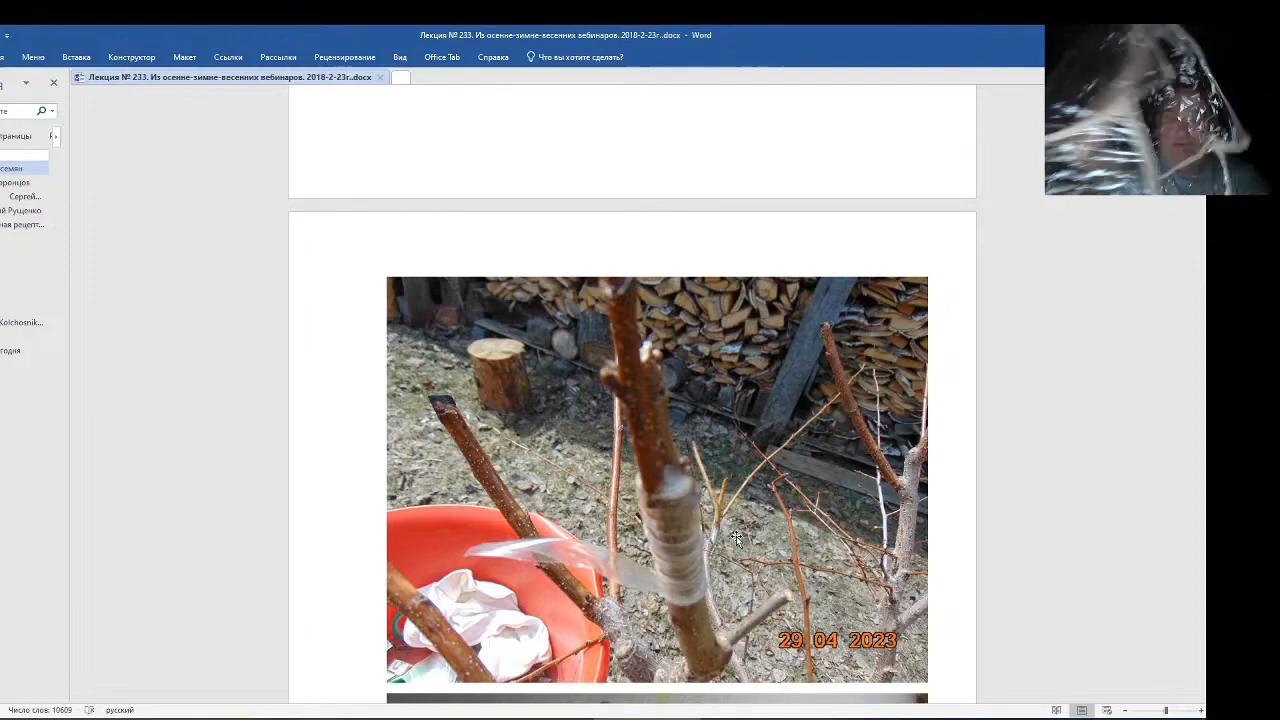 Лекция № 233. Из осенне-зимне-весенних вебинаров. 2018-2-23г..docx - Word
Меню Вставка Конструктор Макет Ссылки Рассылки Рецензирование Вид Office Tab Справка Что вы хотите сделать?
Лекция № 233. Из осенне-зимне-весенних вебинаров. 2018-2-23г..docx
семян
Сергей...
Рущенко
Kolchosnik...
29 04 2023
Число слов: 10609 русский